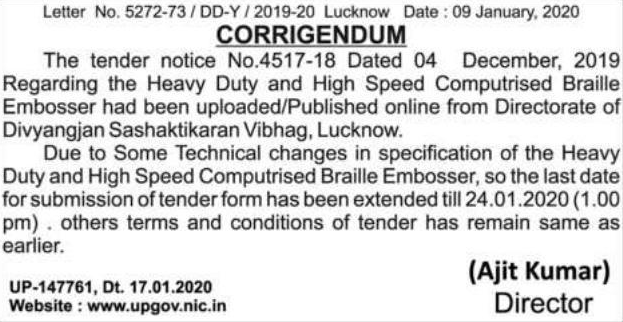 Letter No. 5272-73 / DD-Y / 2019-20 Lucknow Date : 09 January, 2020
CORRIGENDUM
The tender notice No.4517-18 Dated 04 December, 2019
Regarding the Heavy Duty and High Speed Computrised Braille
Embosser had been uploaded/Published online from Directorate of
Divyangjan Sashaktikaran Vibhag, Lucknow.
Due to Some Technical changes in specification of the Heavy
Duty and High Speed Computrised Braille Embosser, so the last date
for submission of tender form has been extended till 24.01.2020 (1.00
pm) . others terms and conditions of tender has remain same as
earlier.
(Ajit Kumar)
UP-147761, Dt. 17.01.2020
Website : www.upgov.nic.in
Director